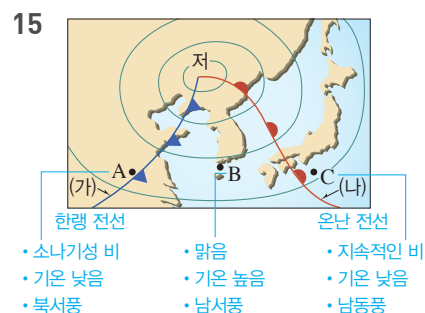 15
저
A
B
C
(가)
(나)
한랭 전선
온난 전선
• 소나기성 비
• 기온 낮음
• 북서풍
• 맑음
• 기온 높음
• 남서풍
• 지속적인 비
• 기온 낮음
• 남동풍